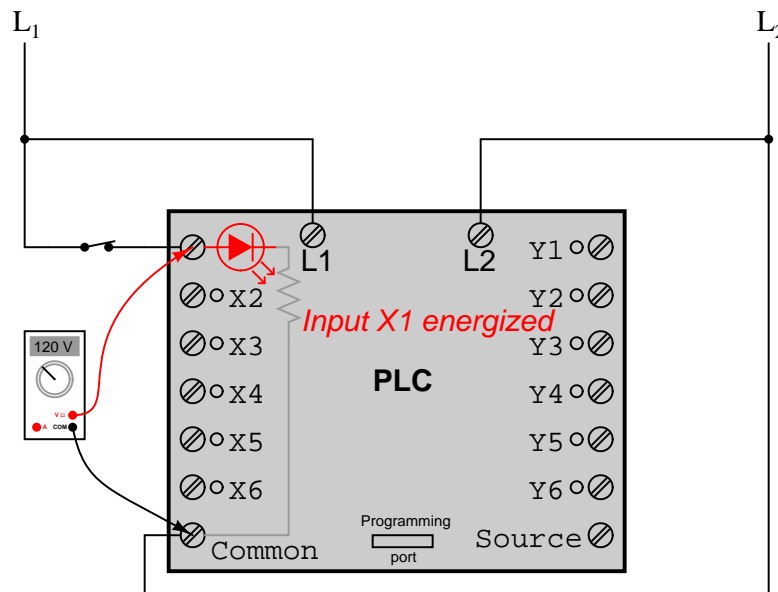 L1
L2
L1
L2
Y1
X2
Y2
Input X1 energized
120 V
X3
Y3
PLC
X4
Y4
V Ω
A
COM
X5
Y5
X6
Y6
Programming
port
Common
Source